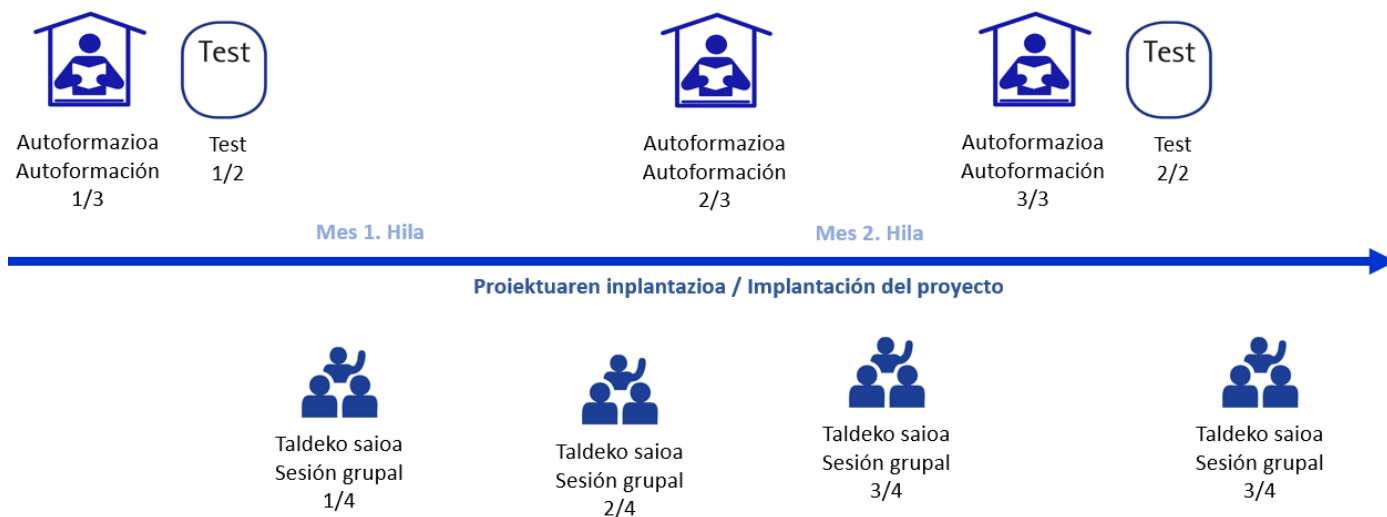 Test
Test
Autoformazioa
Autoformación
1/3
Test
1/2
Autoformazioa
Autoformación
2/3
Autoformazioa
Autoformación
3/3
Test
2/2
Mes 1. Hila
Mes 2. Hila
Proiektuaren inplantazioa / Implantación del proyecto
Taldeko saioa
Sesión grupal
1/4
Taldeko saioa
Sesión grupal
2/4
Taldeko saioa
Sesión grupal
3/4
Taldeko saioa
Sesión grupal
3/4